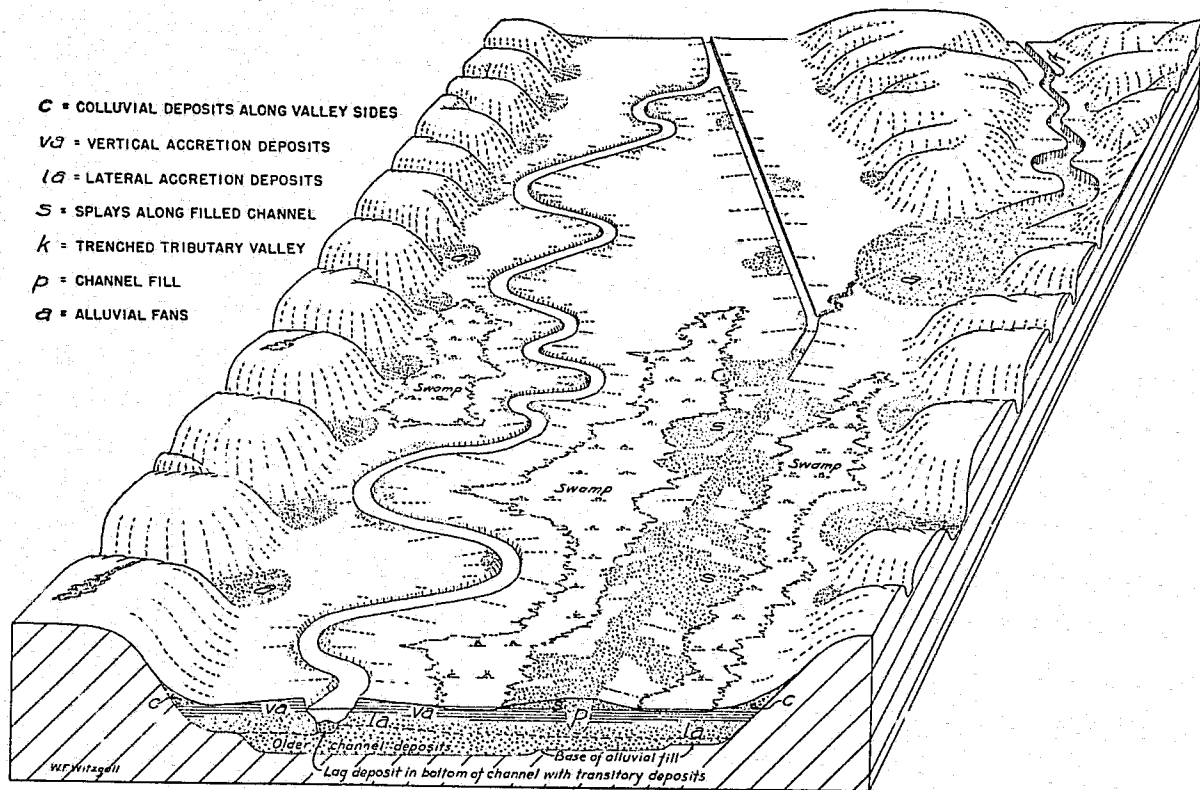 c = COLLUVIAL DEPOSITS ALONG VALLEY SIDES
va = VERTICAL ACCRETION DEPOSITS
la = LATERAL ACCRETION DEPOSITS
s = SPLAYS ALONG FILLED CHANNEL
k = TRENCHED TRIBUTARY VALLEY
p = CHANNEL FILL
a = ALLUVIAL FANS
k
a
a
Swamp
s
Swamp
Swamp
s
a
c
va
la
va
s
p
la
c
Older channel deposits
Base of alluvial fill
W.F. Witzgall
Lag deposit in bottom of channel with transitory deposits